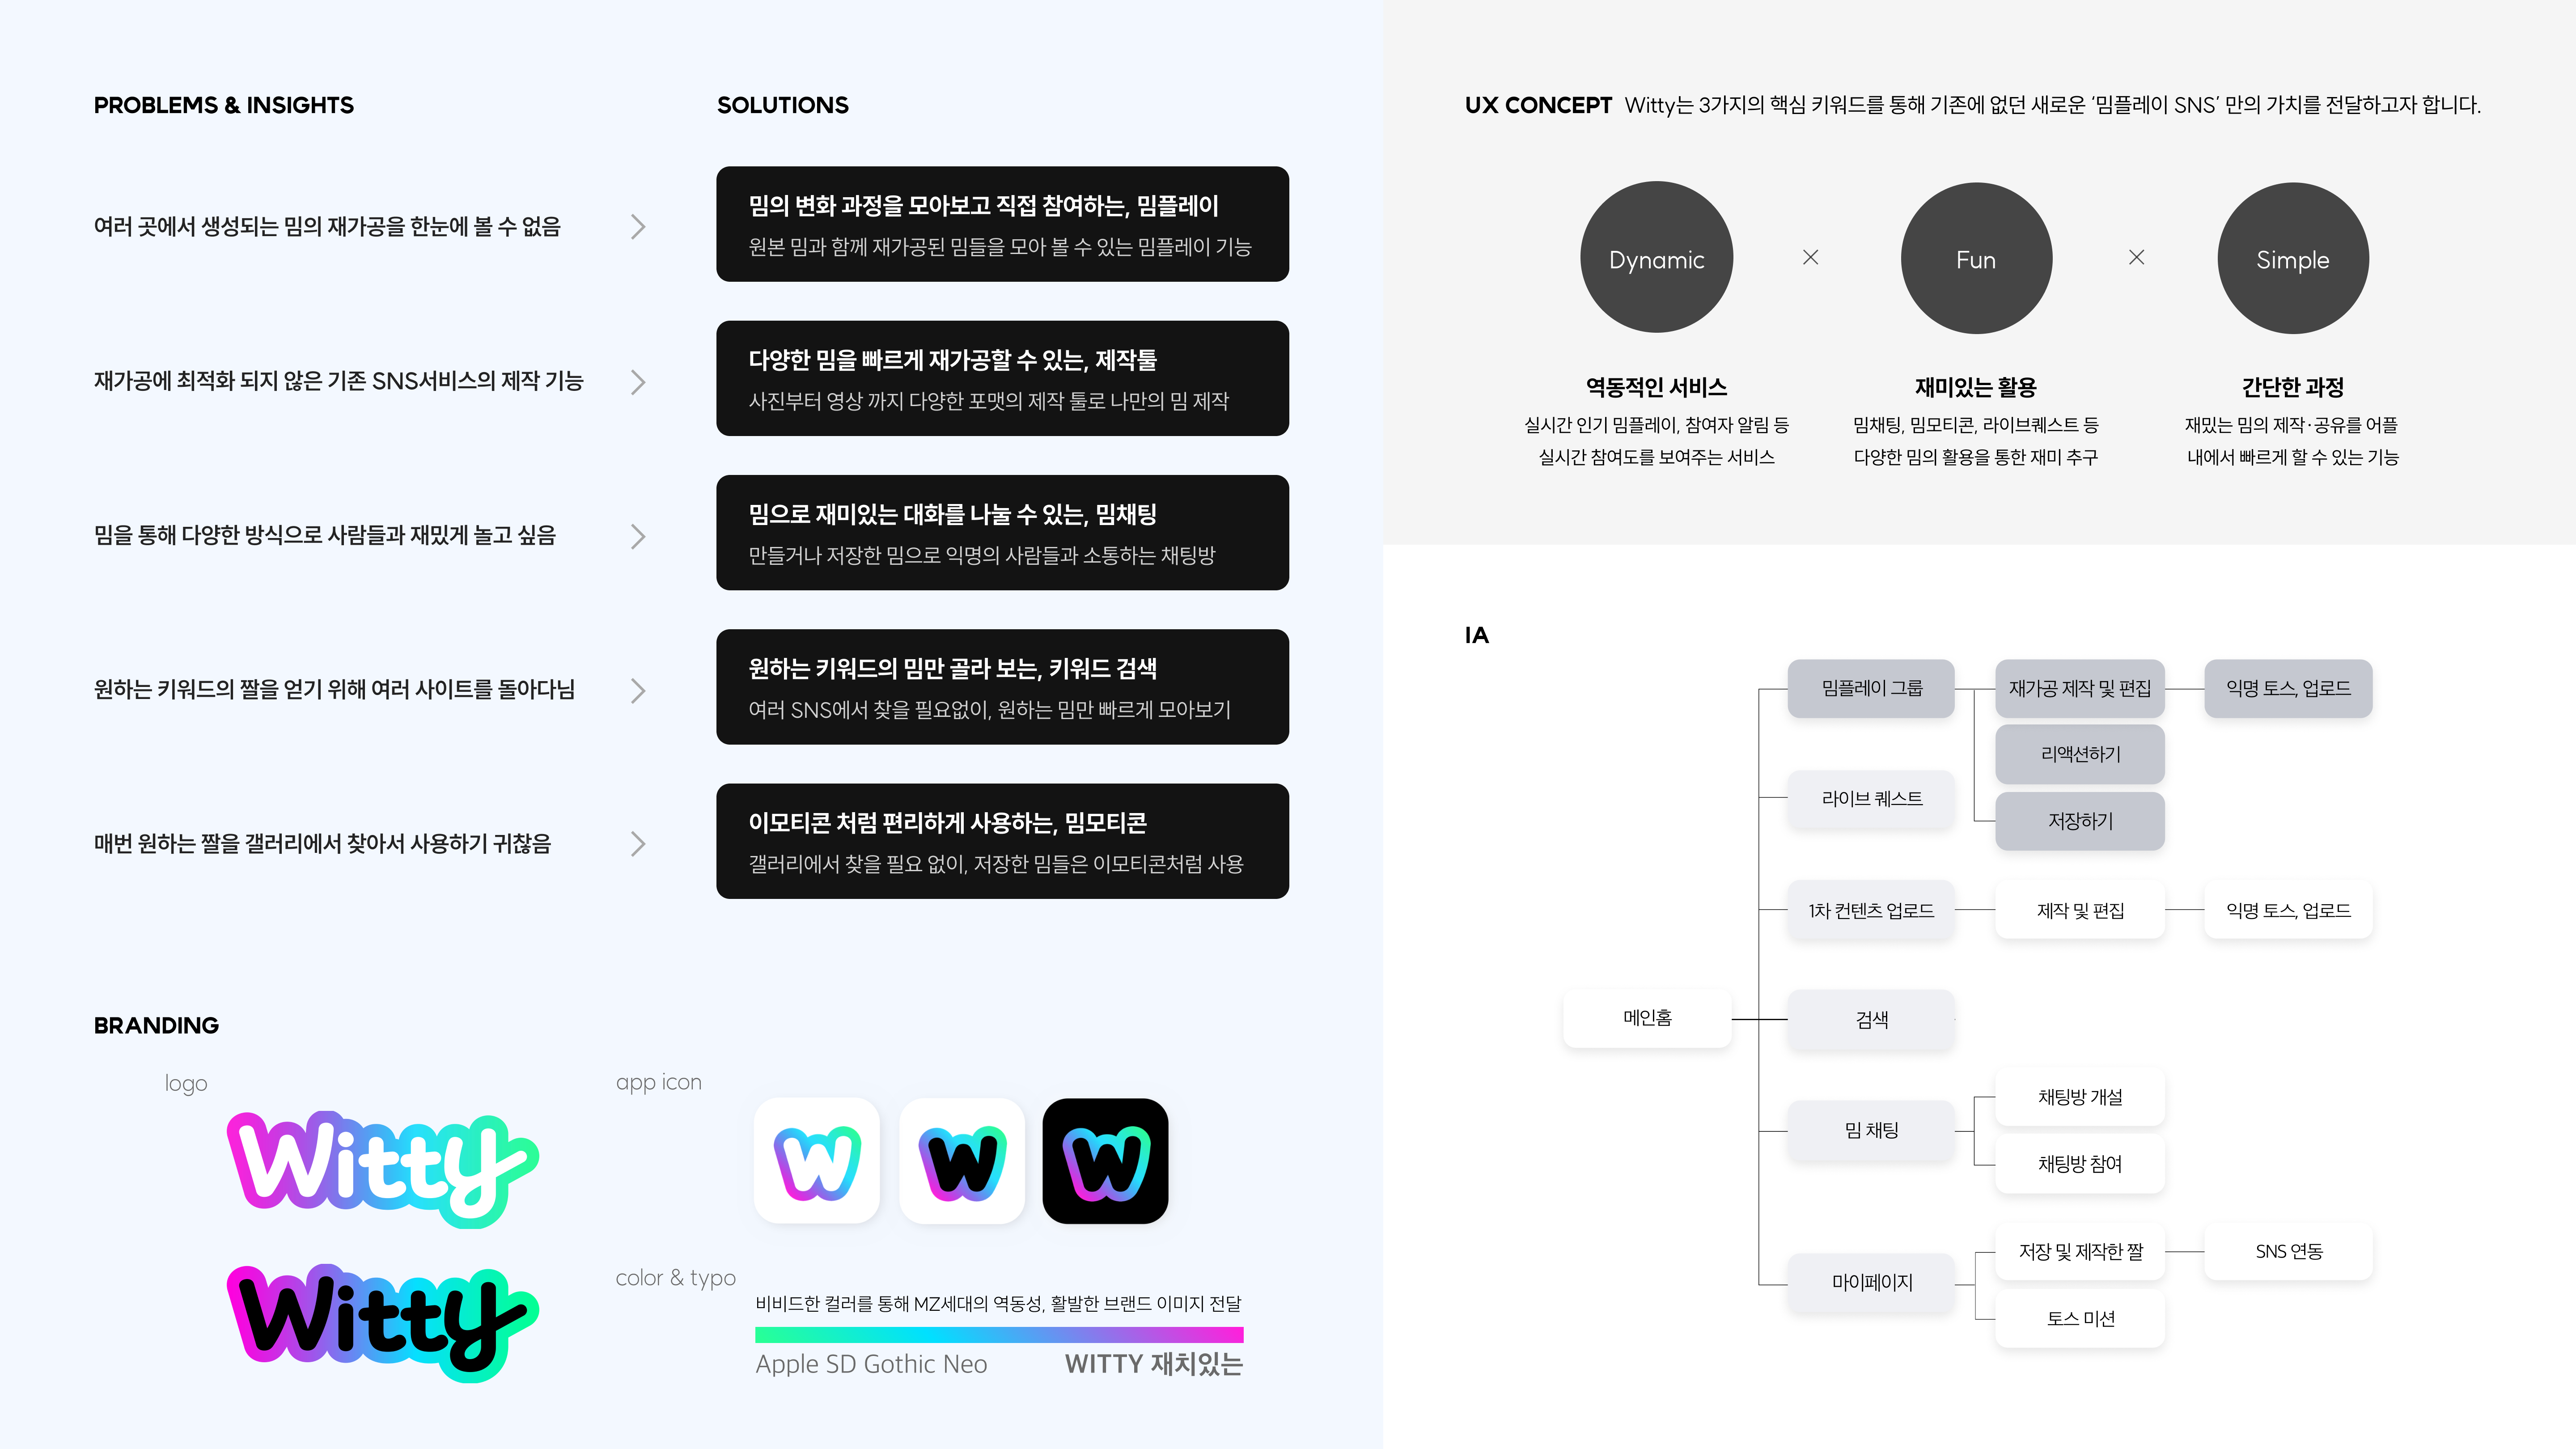 PROBLEMS & INSIGHTS
SOLUTIONS
여러 곳에서 생성되는 밈의 재가공을 한눈에 볼 수 없음
밈의 변화 과정을 모아보고 직접 참여하는, 밈플레이
원본 밈과 함께 재가공된 밈들을 모아 볼 수 있는 밈플레이 기능
재가공에 최적화 되지 않은 기존 SNS서비스의 제작 기능
다양한 밈을 빠르게 재가공할 수 있는, 제작툴
사진부터 영상 까지 다양한 포맷의 제작 툴로 나만의 밈 제작
밈을 통해 다양한 방식으로 사람들과 재밌게 놀고 싶음
밈으로 재미있는 대화를 나눌 수 있는, 밈채팅
만들거나 저장한 밈으로 익명의 사람들과 소통하는 채팅방
원하는 키워드의 짤을 얻기 위해 여러 사이트를 돌아다님
원하는 키워드의 밈만 골라 보는, 키워드 검색
여러 SNS에서 찾을 필요없이, 원하는 밈만 빠르게 모아보기
매번 원하는 짤을 갤러리에서 찾아서 사용하기 귀찮음
이모티콘 처럼 편리하게 사용하는, 밈모티콘
갤러리에서 찾을 필요 없이, 저장한 밈들은 이모티콘처럼 사용
BRANDING
logo
Witty
Witty
app icon
W
W
W
color & typo
비비드한 컬러를 통해 MZ세대의 역동성, 활발한 브랜드 이미지 전달
Apple SD Gothic Neo
WITTY 재치있는
UX CONCEPT Witty는 3가지의 핵심 키워드를 통해 기존에 없던 새로운 ‘밈플레이 SNS’ 만의 가치를 전달하고자 합니다.
Dynamic
Fun
Simple
역동적인 서비스
실시간 인기 밈플레이, 참여자 알림 등
실시간 참여도를 보여주는 서비스
재미있는 활용
밈채팅, 밈모티콘, 라이브퀘스트 등
다양한 밈의 활용을 통한 재미 추구
간단한 과정
재밌는 밈의 제작·공유를 어플
내에서 빠르게 할 수 있는 기능
IA
메인홈
밈플레이 그룹
재가공 제작 및 편집
익명 토스, 업로드
리액션하기
저장하기
라이브 퀘스트
1차 컨텐츠 업로드
제작 및 편집
익명 토스, 업로드
검색
밈 채팅
채팅방 개설
채팅방 참여
마이페이지
저장 및 제작한 짤
SNS 연동
토스 미션